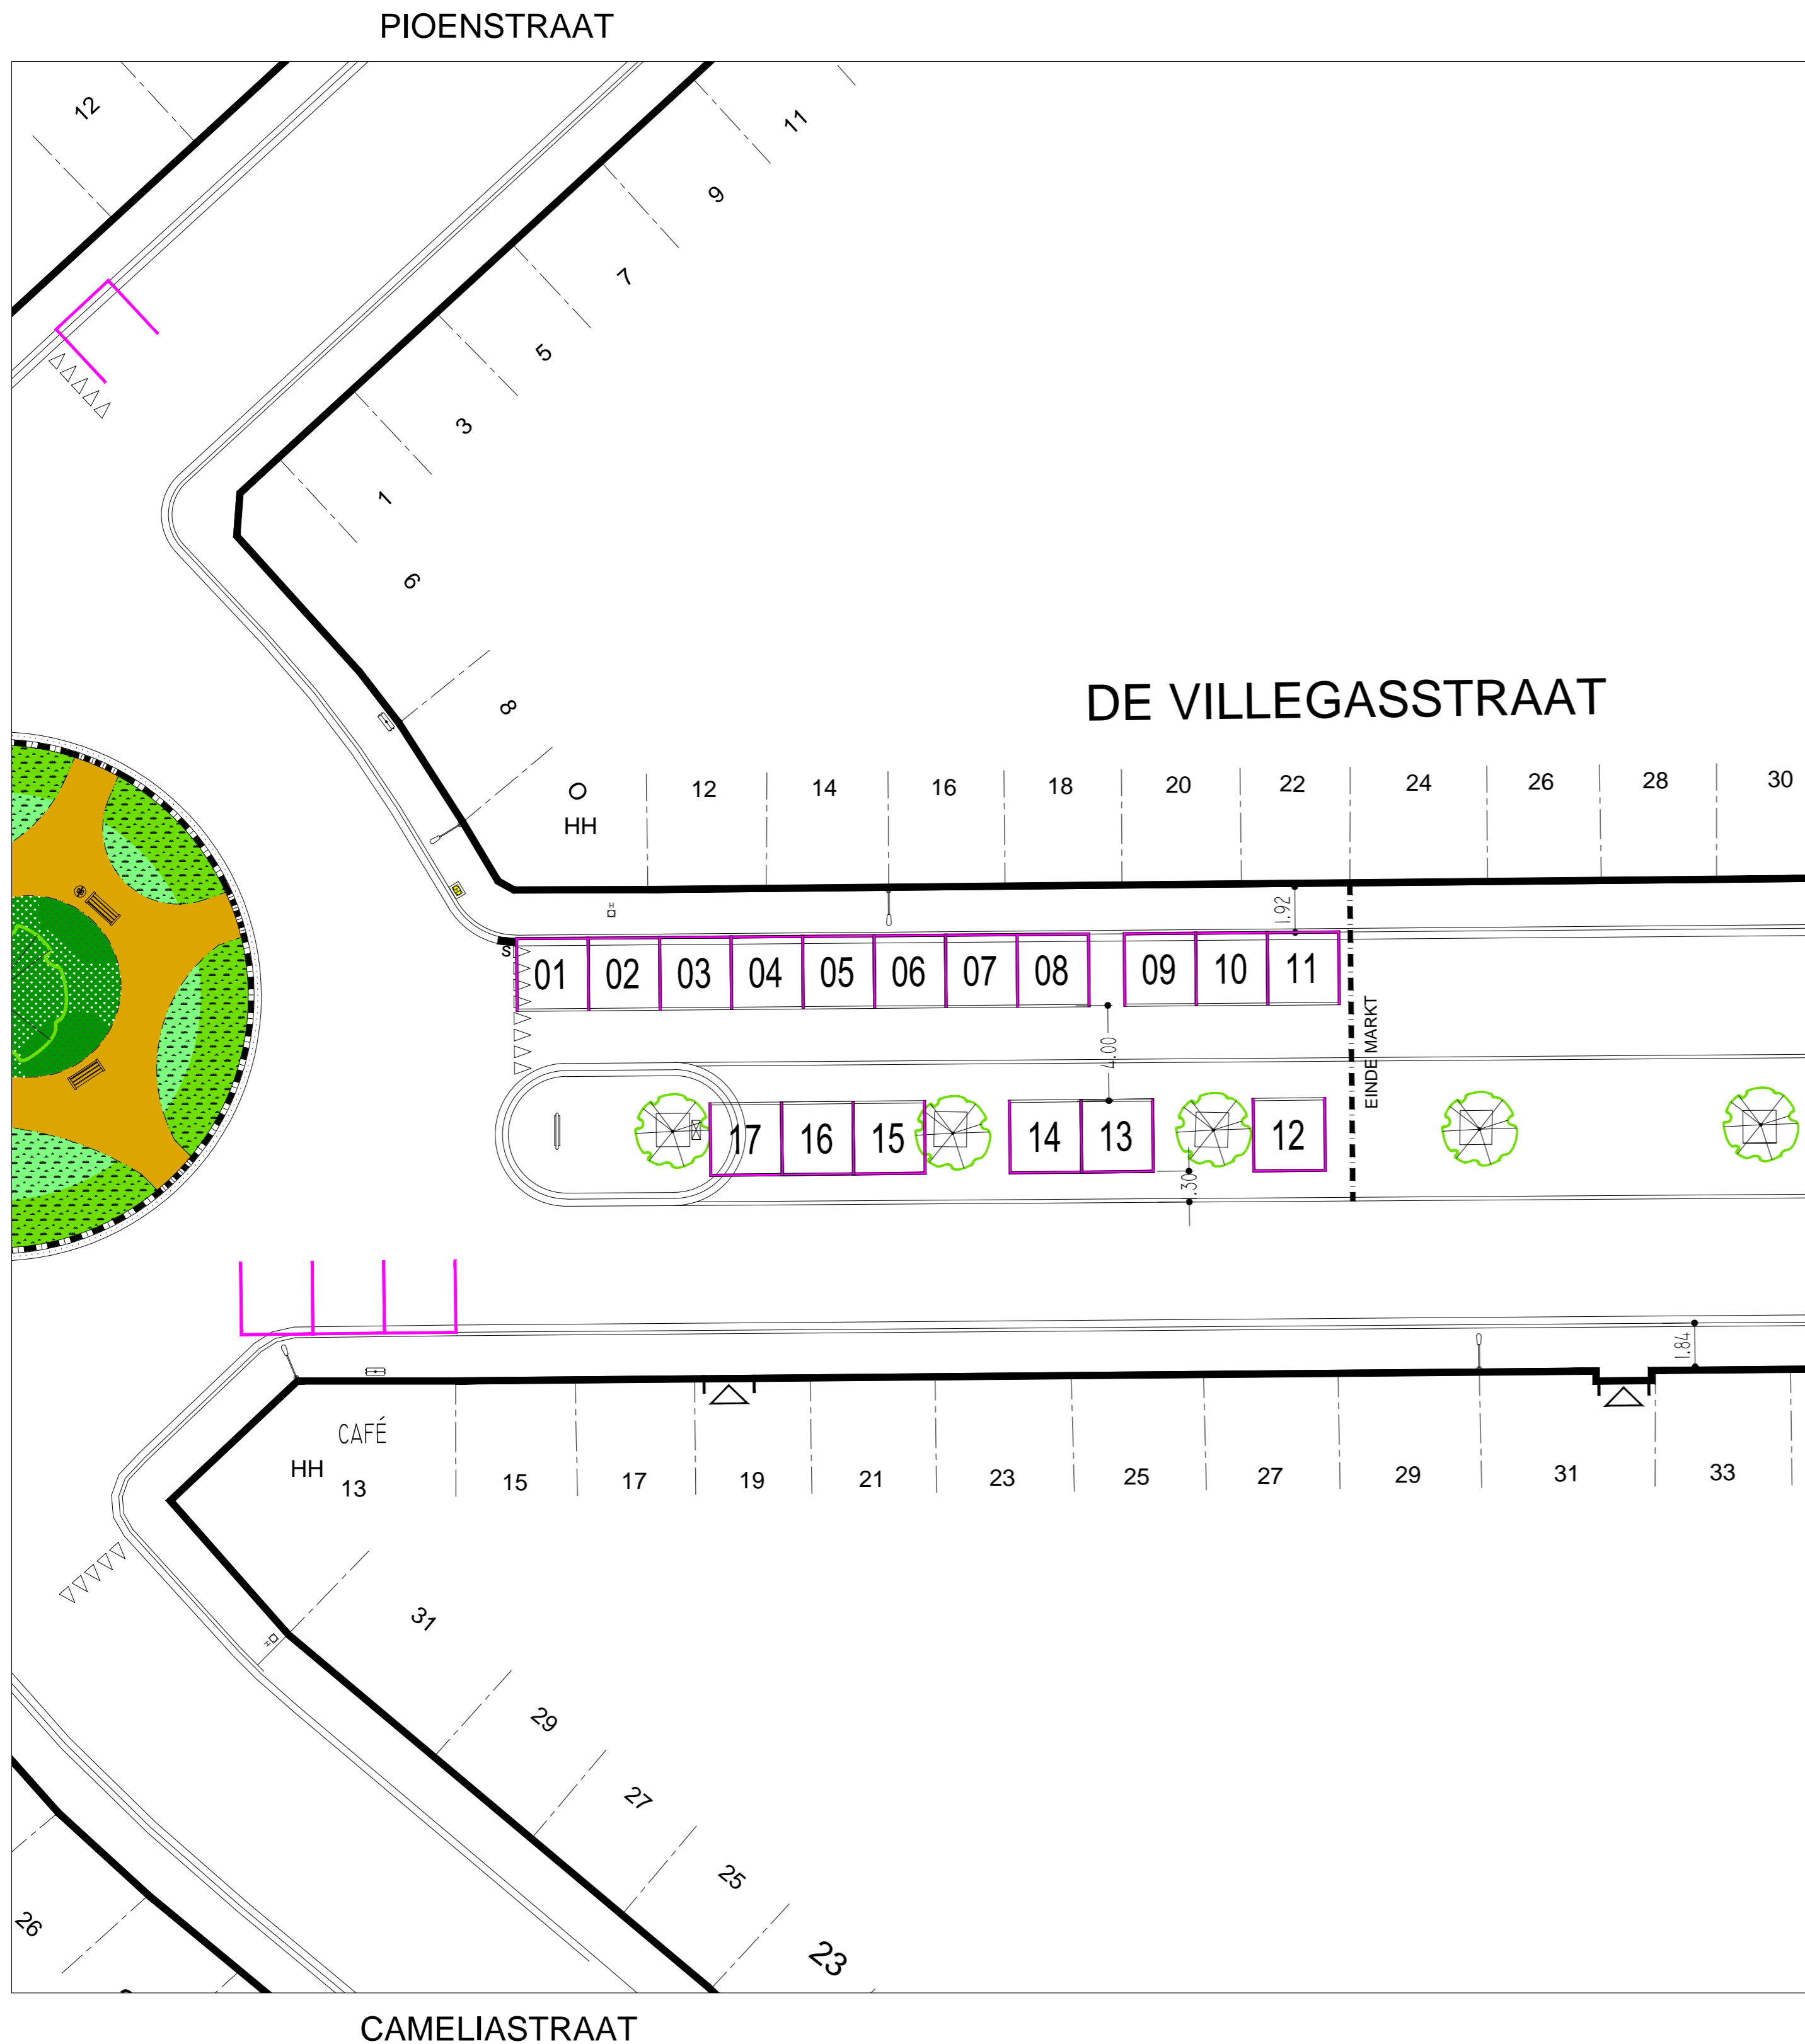 PIOENSTRAAT
12
11
9
7
5
3
1
6
8
DE VILLEGASSTRAAT
O
HH
12 14 16 18 20 22 24 26 28 30
H
1.92
S
01 02 03 04 05 06 07 08 09 10 11
4.00
EINDE MARKT
17 16 15 14 13 12
.30
1.84
CAFÉ
HH
13 15 17 19 21 23 25 27 29 31 33
H
31
29
27
25
23
26
CAMELIASTRAAT